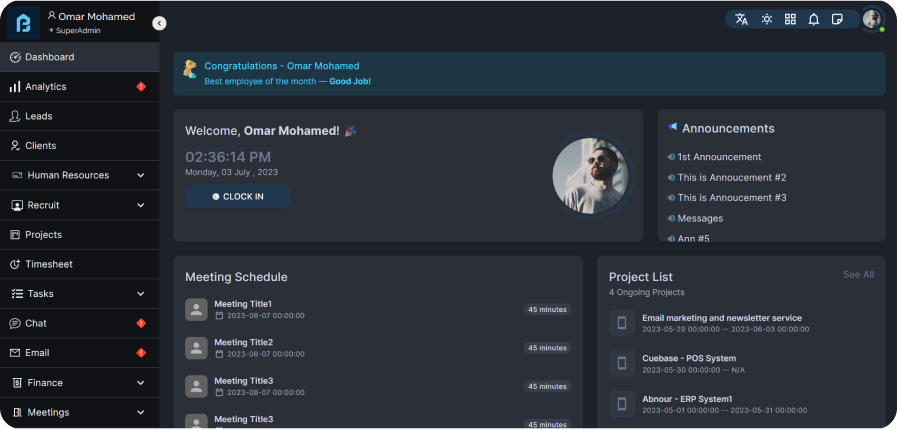 Omar Mohamed
SuperAdmin
Dashboard
Analytics
Leads
Clients
Human Resources
Recruit
Projects
Timesheet
Tasks
Chat
Email
Finance
Meetings
Congratulations - Omar Mohamed
Best employee of the month — Good Job!
Welcome, Omar Mohamed!
02:36:14 PM
Monday, 03 July , 2023
CLOCK IN
Announcements
1st Announcement
This is Annoucement #2
This is Annoucement #3
Messages
Ann #5
Meeting Schedule
Meeting Title1
2023-08-07 00:00:00
45 minutes
Meeting Title2
2023-08-07 00:00:00
45 minutes
Meeting Title3
2023-08-07 00:00:00
45 minutes
Meeting Title3
45 minutes
Project List
See All
4 Ongoing Projects
Email marketing and newsletter service
2023-05-29 00:00:00 -- 2023-06-03 00:00:00
Cuebase - POS System
2023-05-30 00:00:00 -- N/A
Abnour - ERP System1
2023-05-01 00:00:00 -- 2023-05-31 00:00:00